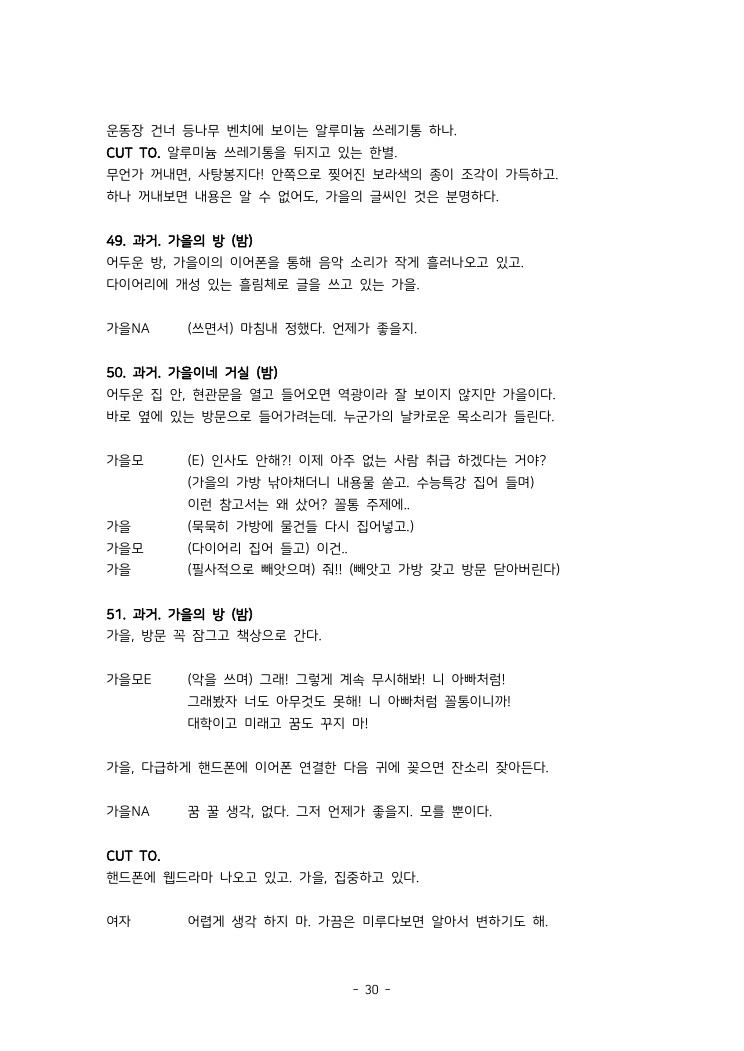 운동장 건너 등나무 벤치에 보이는 알루미늄 쓰레기통 하나.
CUT TO. 알루미늄 쓰레기통을 뒤지고 있는 한별.
무언가 꺼내면, 사탕봉지다! 안쪽으로 찢어진 보라색의 종이 조각이 가득하고.
하나 꺼내보면 내용은 알 수 없어도, 가을의 글씨인 것은 분명하다.
49. 과거. 가을의 방 (밤)
어두운 방, 가을이의 이어폰을 통해 음악 소리가 작게 흘러나오고 있고.
다이어리에 개성 있는 흘림체로 글을 쓰고 있는 가을.
가을NA (쓰면서) 마침내 정했다. 언제가 좋을지.
50. 과거. 가을이네 거실 (밤)
어두운 집 안, 현관문을 열고 들어오면 역광이라 잘 보이지 않지만 가을이다.
바로 옆에 있는 방문으로 들어가려는데. 누군가의 날카로운 목소리가 들린다.
가을모 (E) 인사도 안해?! 이제 아주 없는 사람 취급 하겠다는 거야?
(가을의 가방 낚아채더니 내용물 쏟고. 수능특강 집어 들며)
이런 참고서는 왜 샀어? 꼴통 주제에..
가을 (묵묵히 가방에 물건들 다시 집어넣고.)
가을모 (다이어리 집어 들고) 이건..
가을 (필사적으로 빼앗으며) 줘!! (빼앗고 가방 갖고 방문 닫아버린다)
51. 과거. 가을의 방 (밤)
가을, 방문 꼭 잠그고 책상으로 간다.
가을모E (악을 쓰며) 그래! 그렇게 계속 무시해봐! 니 아빠처럼!
그래봤자 너도 아무것도 못해! 니 아빠처럼 꼴통이니까!
대학이고 미래고 꿈도 꾸지 마!
가을, 다급하게 핸드폰에 이어폰 연결한 다음 귀에 꽂으면 잔소리 잦아든다.
가을NA 꿈 꿀 생각, 없다. 그저 언제가 좋을지. 모를 뿐이다.
CUT TO.
핸드폰에 웹드라마 나오고 있고. 가을, 집중하고 있다.
여자 어렵게 생각 하지 마. 가끔은 미루다보면 알아서 변하기도 해.
- 30 -